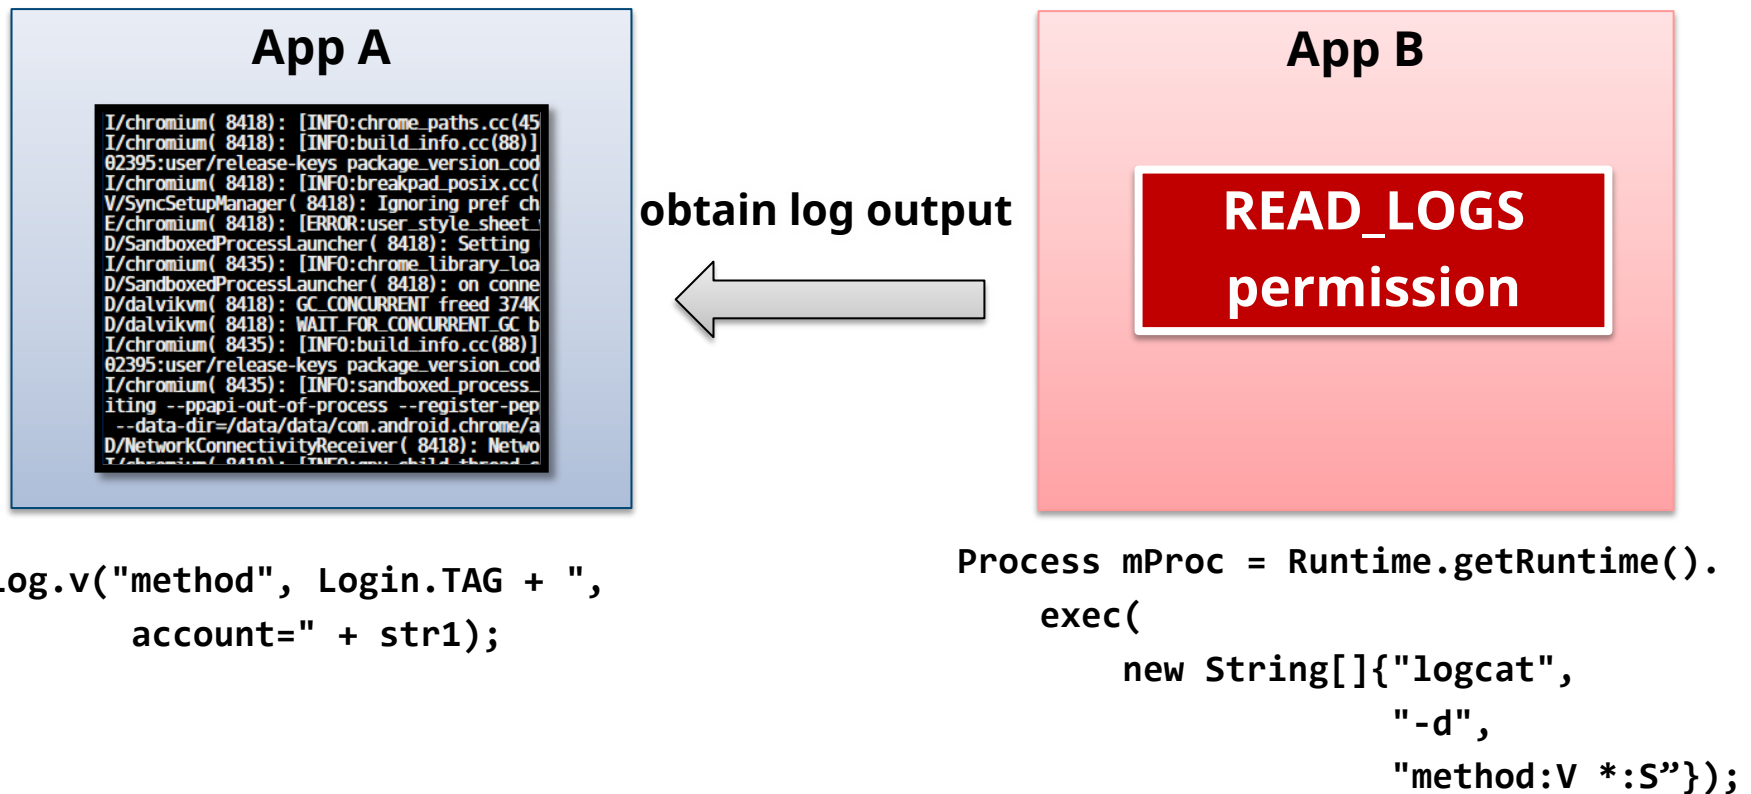 App A
I/chromium( 8418): [INFO:chrome_paths.cc(45
I/chromium( 8418): [INFO:build_info.cc(88)]
02395:user/release-keys package_version_cod
I/chromium( 8418): [INFO:breakpad_posix.cc(
V/SyncSetupManager( 8418): Ignoring pref ch
E/chromium( 8418): [ERROR:user_style_sheet_
D/SandboxedProcessLauncher( 8418): Setting
I/chromium( 8435): [INFO:chrome_library_loa
D/SandboxedProcessLauncher( 8418): on conne
D/dalvikvm( 8418): GC_CONCURRENT freed 374K
D/dalvikvm( 8418): WAIT_FOR_CONCURRENT_GC b
I/chromium( 8435): [INFO:build_info.cc(88)]
02395:user/release-keys package_version_cod
I/chromium( 8435): [INFO:sandboxed_process_
iting --ppapi-out-of-process --register-pep
--data-dir=/data/data/com.android.chrome/a
D/NetworkConnectivityReceiver( 8418): Netwo
I/chromium( 8418): [INFO:gpu_child_thread_c
obtain log output
App B
READ_LOGS
permission
og.v("method", Login.TAG + ",
account=" + str1);
Process mProc = Runtime.getRuntime().
exec(
new String[]{"logcat",
"-d",
"method:V *:S”});